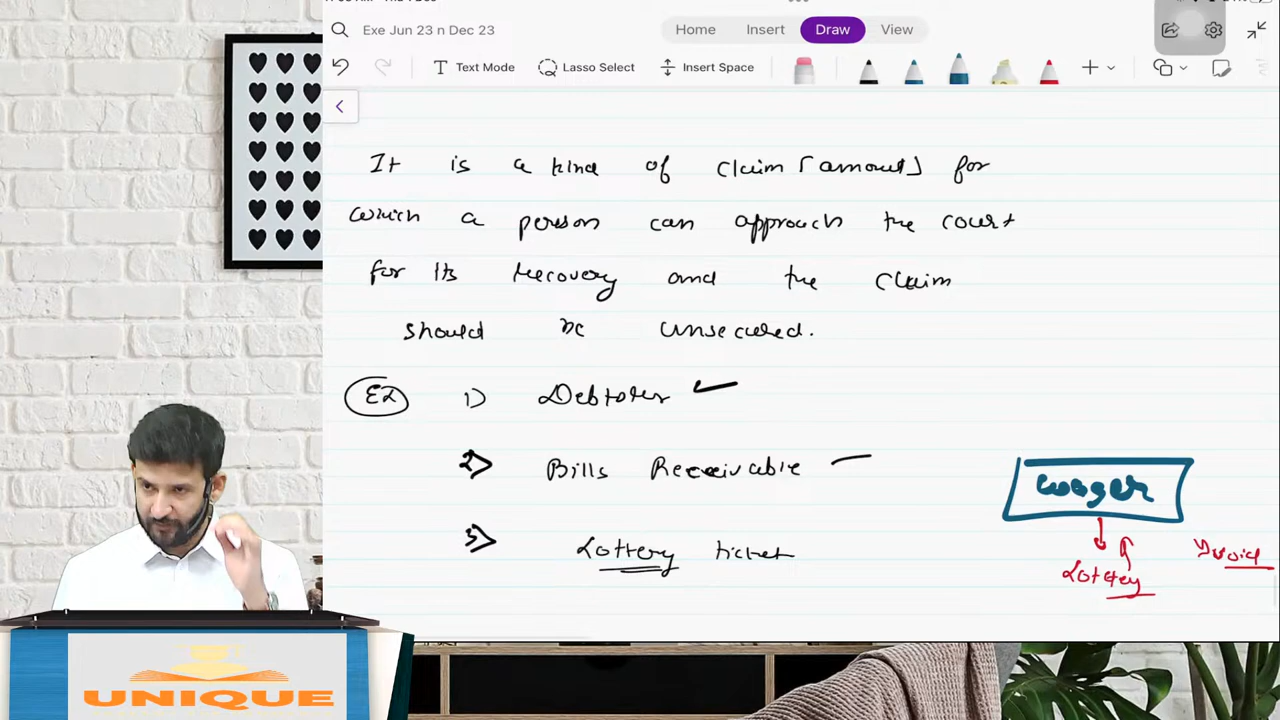 Exe Jun 23 n Dec 23
Home Insert Draw View
Text Mode Lasso Select Insert Space
It is a kind of claim [amount] for
which a person can approach the court
for its recovery and the claim
should be unsecured.
Ex 1) Debtors
2) Bills Receivable
3) Lottery ticket
wager
Lottery
void
UNIQUE